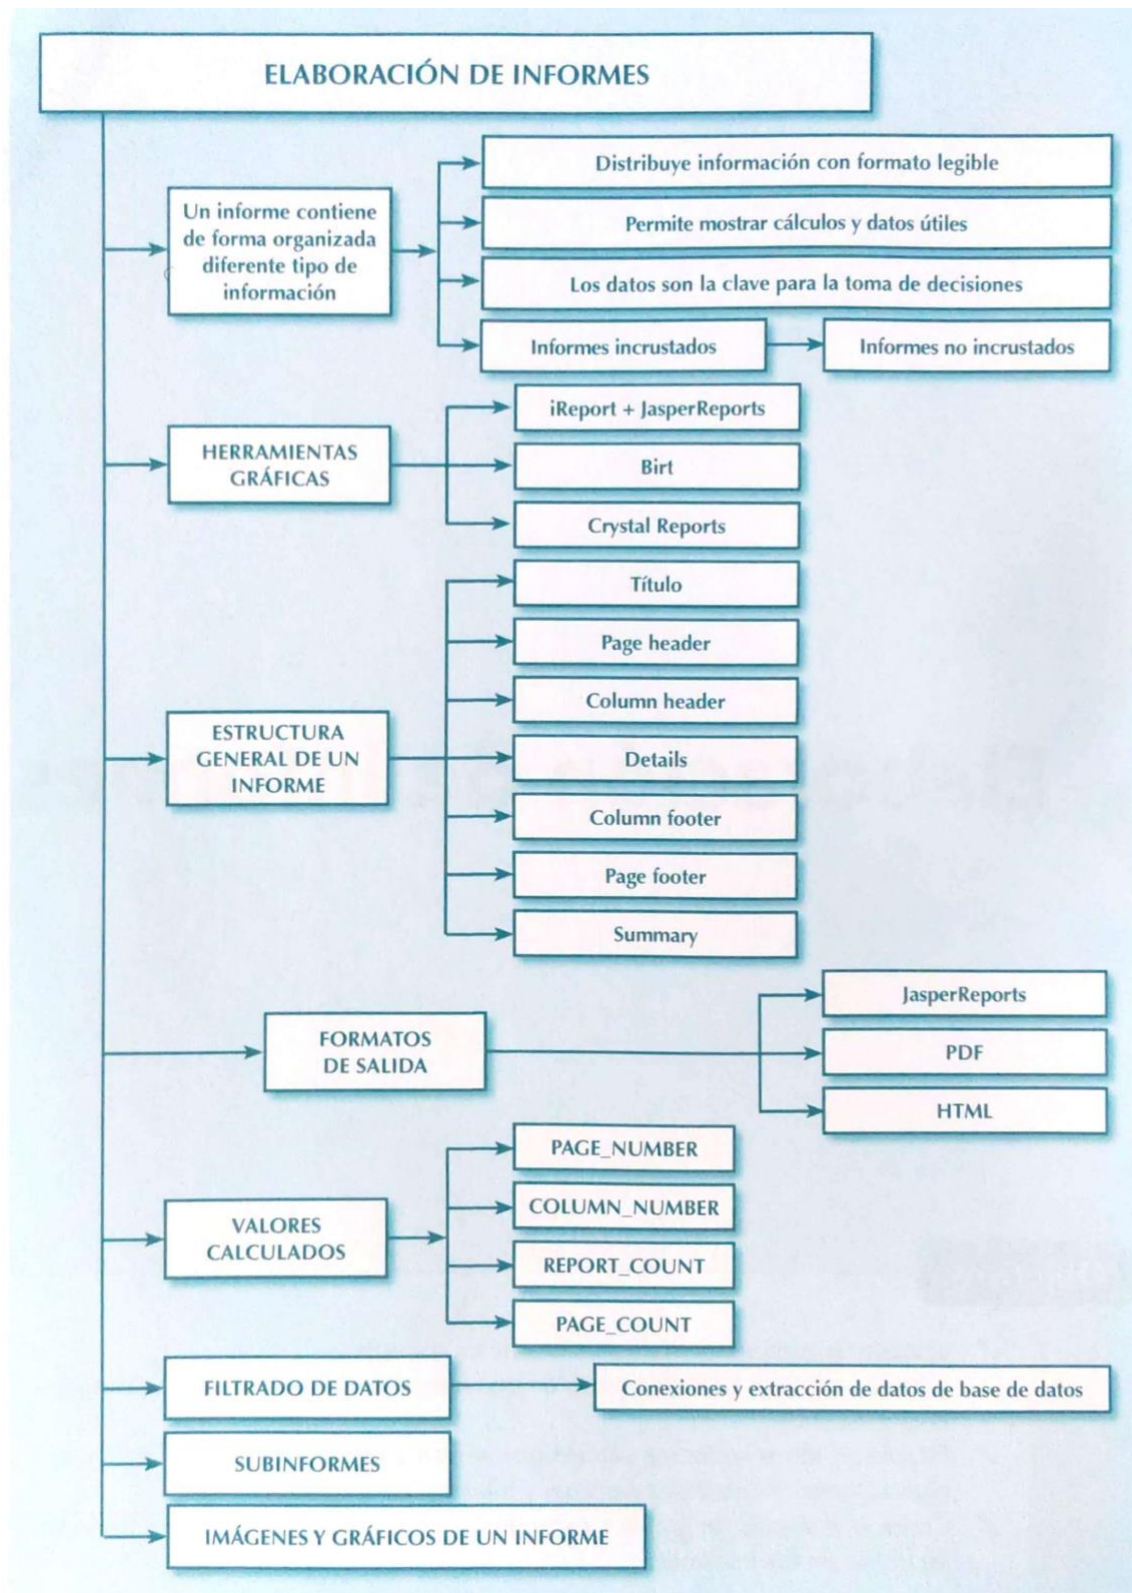 ELABORACIÓN DE INFORMES
Un informe contiene
de forma organizada
diferente tipo de
información
Distribuye información con formato legible
Permite mostrar cálculos y datos útiles
Los datos son la clave para la toma de decisiones
Informes incrustados
Informes no incrustados
HERRAMIENTAS
GRÁFICAS
iReport + JasperReports
Birt
Crystal Reports
ESTRUCTURA
GENERAL DE UN
INFORME
Título
Page header
Column header
Details
Column footer
Page footer
Summary
FORMATOS
DE SALIDA
JasperReports
PDF
HTML
VALORES
CALCULADOS
PAGE_NUMBER
COLUMN_NUMBER
REPORT_COUNT
PAGE_COUNT
FILTRADO DE DATOS
Conexiones y extracción de datos de base de datos
SUBINFORMES
IMÁGENES Y GRÁFICOS DE UN INFORME